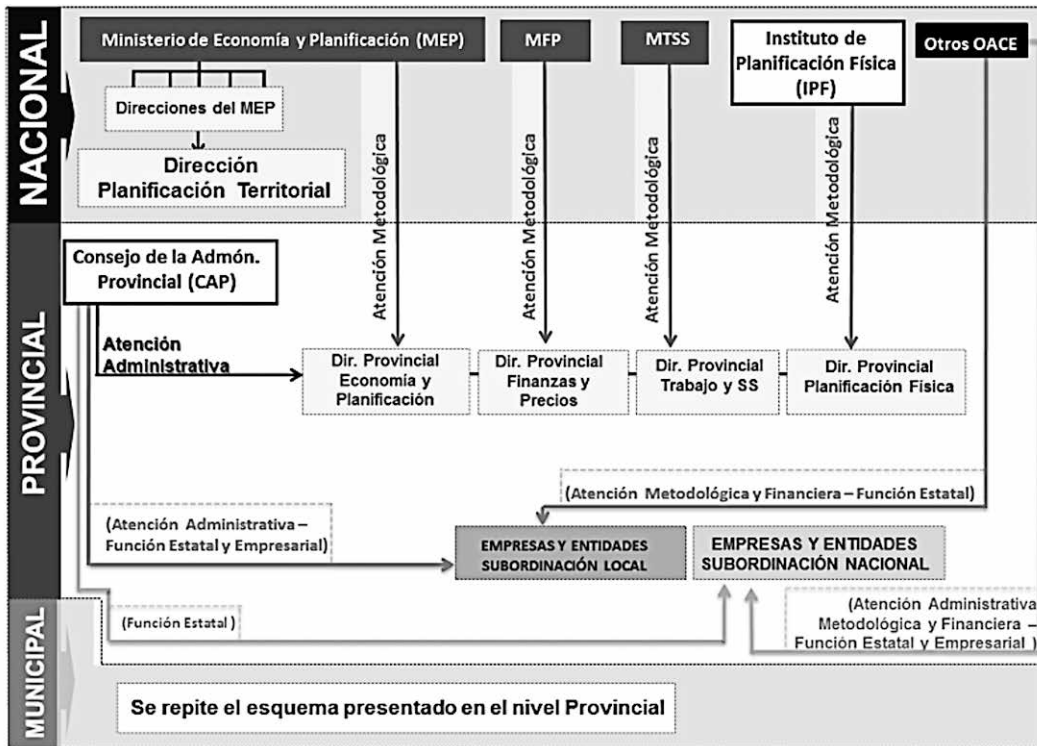 NACIONAL
Ministerio de Economía y Planificación (MEP)
MFP
MTSS
Instituto de
Planificación Física
(IPF)
Otros OACE
Direcciones del MEP
Dirección
Planificación Territorial
Atención Metodológica
Atención Metodológica
Atención Metodológica
Atención Metodológica
PROVINCIAL
Consejo de la Admón.
Provincial (CAP)
Atención
Administrativa
Dir. Provincial
Economía y
Planificación
Dir. Provincial
Finanzas y
Precios
Dir. Provincial
Trabajo y SS
Dir. Provincial
Planificación Física
(Atención Metodológica y Financiera – Función Estatal)
(Atención Administrativa –
Función Estatal y Empresarial)
EMPRESAS Y ENTIDADES
SUBORDINACIÓN LOCAL
EMPRESAS Y ENTIDADES
SUBORDINACIÓN NACIONAL
(Función Estatal )
(Atención Administrativa
Metodológica y Financiera –
Función Estatal y Empresarial )
MUNICIPAL
Se repite el esquema presentado en el nivel Provincial